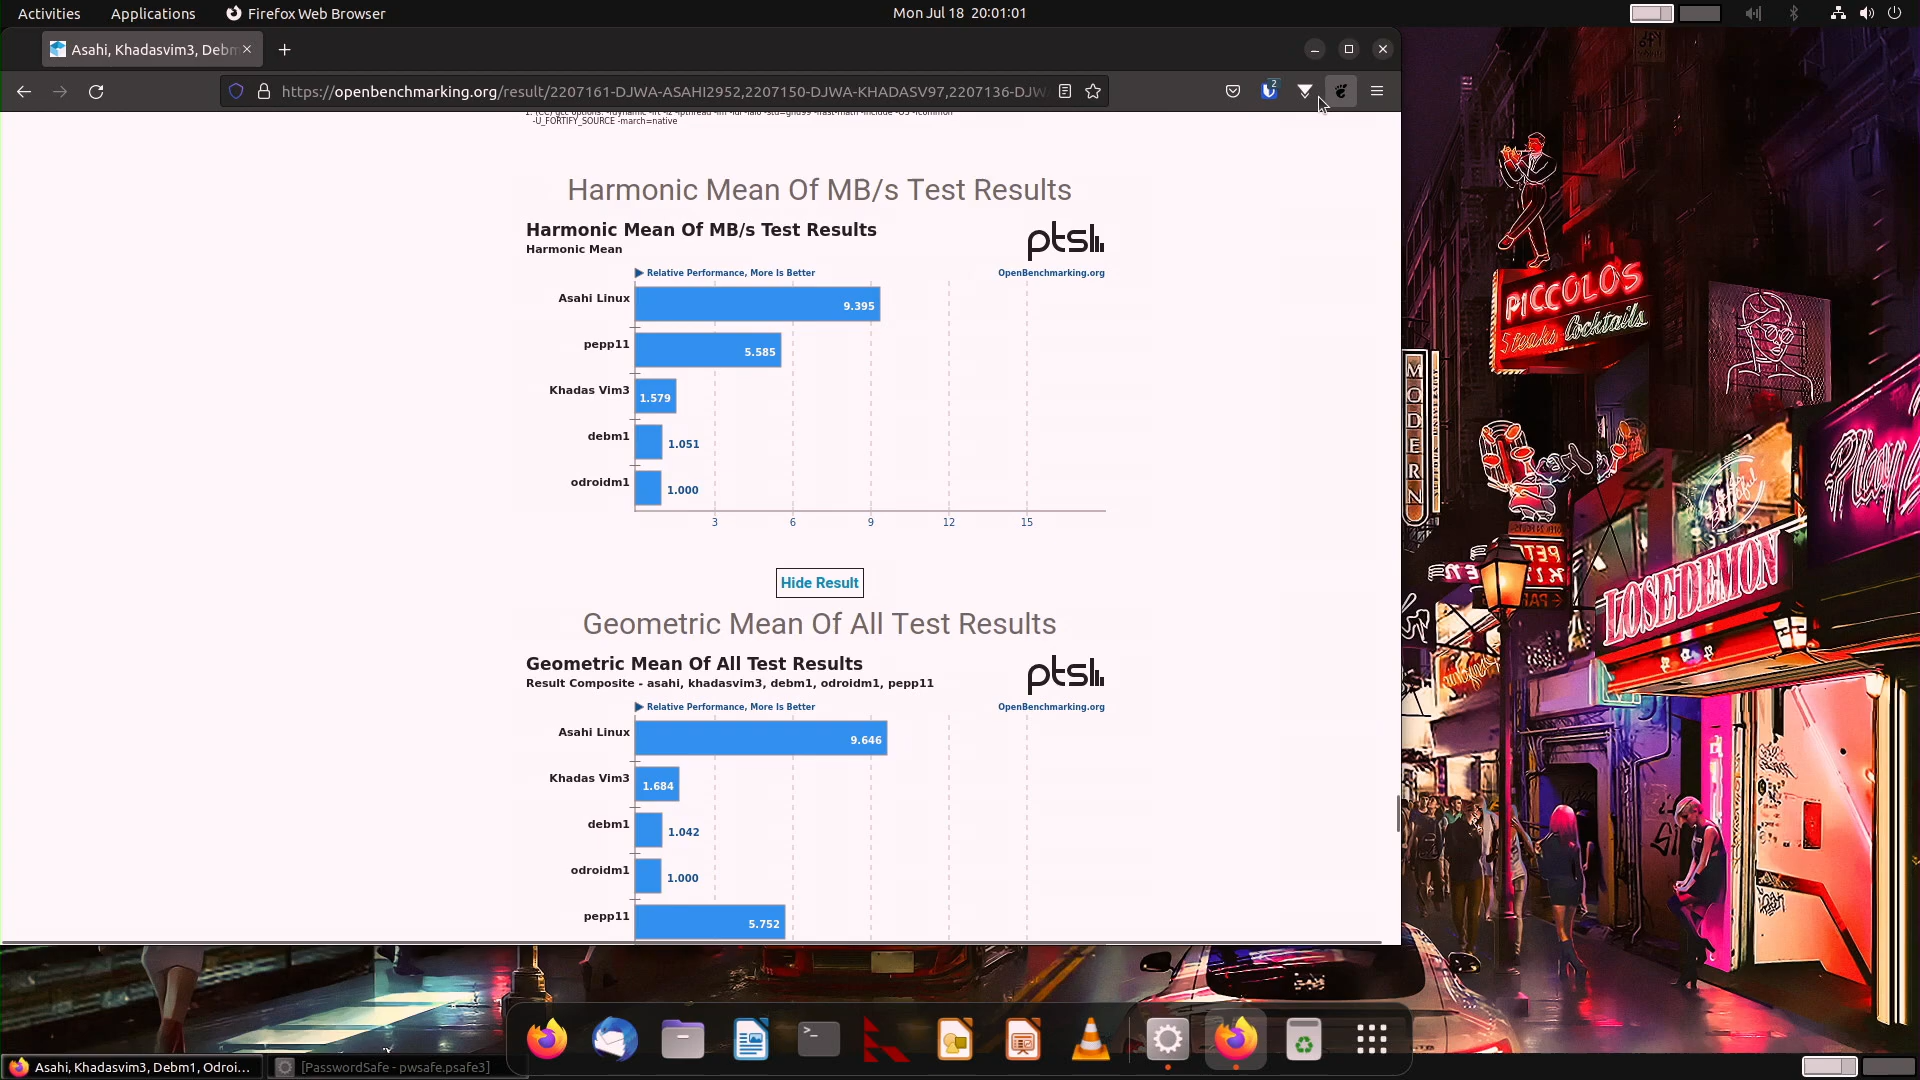 Activities
Applications
Firefox Web Browser
Mon Jul 18 20:01:01
Asahi, Khadasvim3, Debm
https://openbenchmarking.org/result/2207161-DJWA-ASAHI2952,2207150-DJWA-KHADASV97,2207136-DJW
2
-U_FORTIFY_SOURCE -march=native
Harmonic Mean Of MB/s Test Results
Harmonic Mean Of MB/s Test Results
Harmonic Mean
ptsl
Relative Performance, More Is Better
OpenBenchmarking.org
Asahi Linux
9.395
pepp11
5.585
Khadas Vim3
1.579
debm1
1.051
odroidm1
1.000
3
6
9
12
15
Hide Result
Geometric Mean Of All Test Results
Geometric Mean Of All Test Results
Result Composite - asahi, khadasvim3, debm1, odroidm1, pepp11
ptsl
Relative Performance, More Is Better
OpenBenchmarking.org
Asahi Linux
9.646
Khadas Vim3
1.684
debm1
1.042
odroidm1
1.000
pepp11
5.752
PICCOLO'S
Steaks Cocktails
MODERN
LOSEDEMON
Asahi, Khadasvim3, Debm1, Odroi...
[PasswordSafe - pwsafe.psafe3]